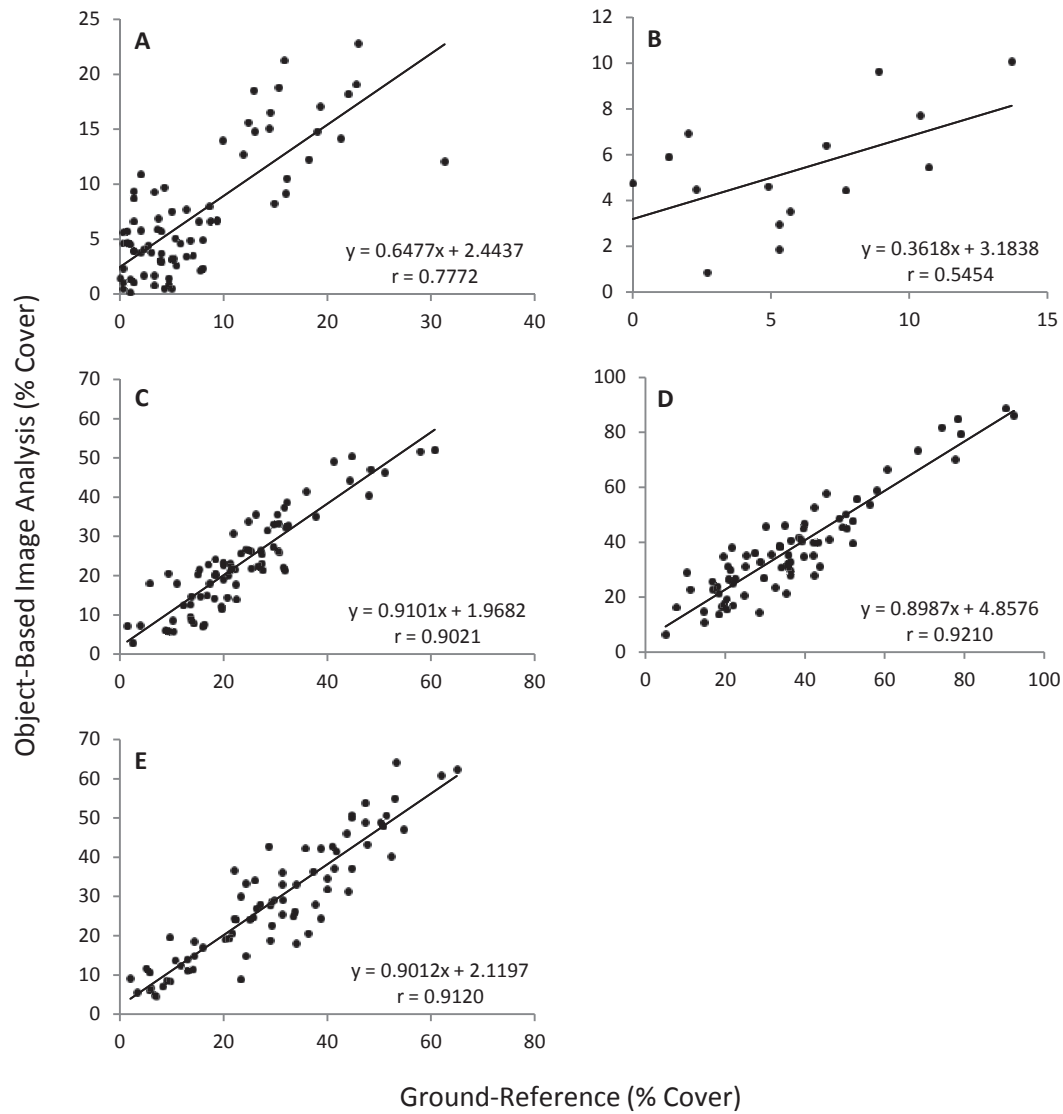 A
25
20
15
10
5
0
0 10 20 30 40
y = 0.6477x + 2.4437
r = 0.7772
B
12
10
8
6
4
2
0
0 5 10 15
y = 0.3618x + 3.1838
r = 0.5454
C
70
60
50
40
30
20
10
0
0 20 40 60 80
y = 0.9101x + 1.9682
r = 0.9021
D
100
80
60
40
20
0
0 20 40 60 80 100
y = 0.8987x + 4.8576
r = 0.9210
E
70
60
50
40
30
20
10
0
0 20 40 60 80
y = 0.9012x + 2.1197
r = 0.9120
Object-Based Image Analysis (% Cover)
Ground-Reference (% Cover)